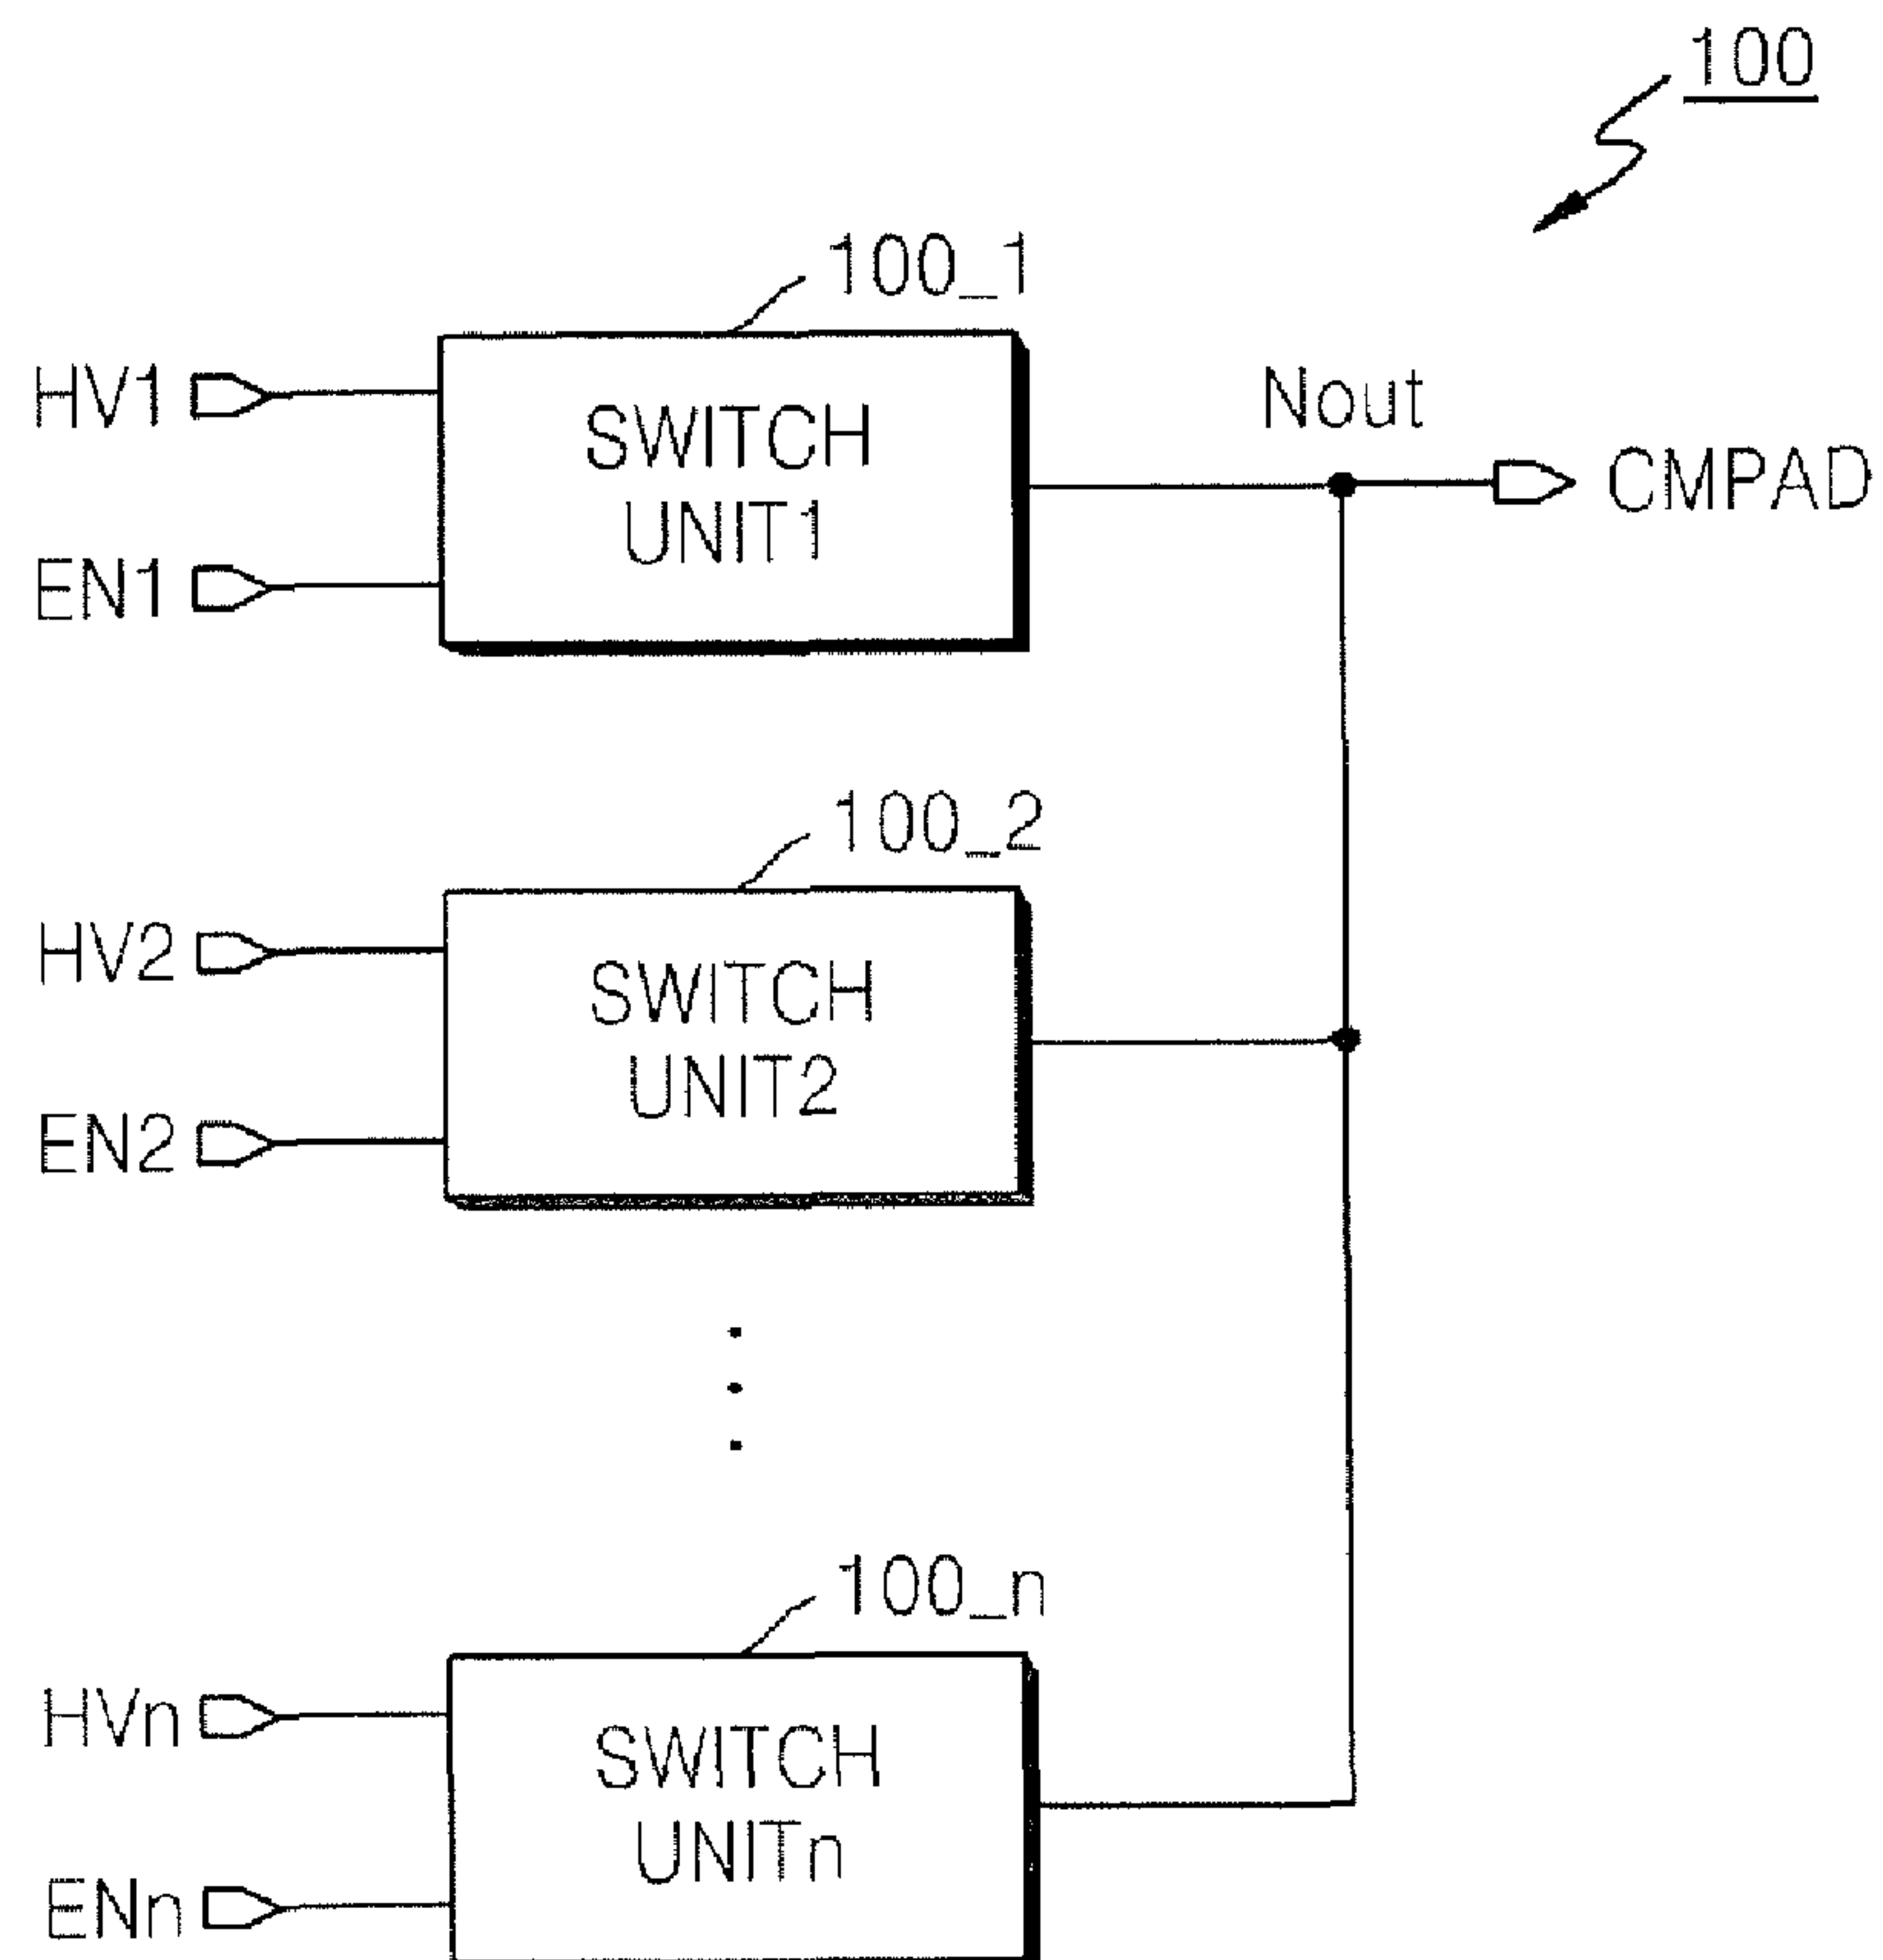 100
100_1
HV1
SWITCH
UNIT1
EN1
Nout
CMPAD
100_2
HV2
SWITCH
UNIT2
EN2
100_n
HVn
SWITCH
UNITn
ENn